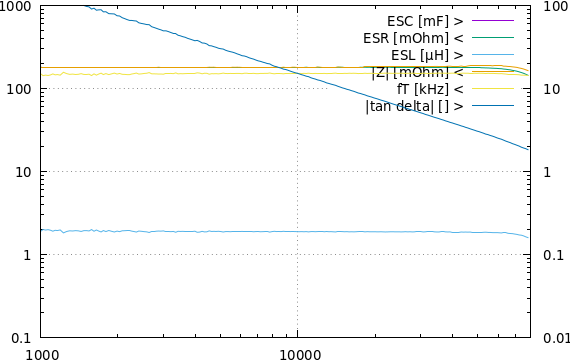 1000
100
ESC [mF] >
ESR [mOhm] <
ESL [µH] >
|Z| [mOhm] <
fT [kHz] <
|tan delta| [] >
100
10
10
1
1
0.1
0.1
0.01
1000
10000